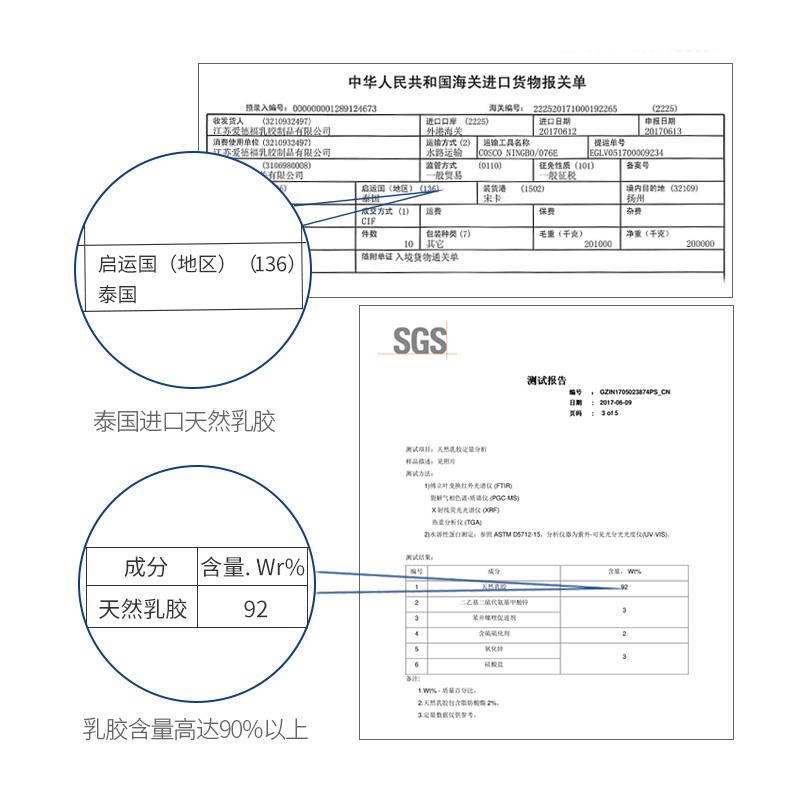 中华人民共和国海关进口货物报关单
预录入编号：000000001289124673 海关编号：222520171000192265 (2225)
收发货人 (3210932497) 进口口岸 (2225) 进口日期 申报日期
江苏爱德福乳胶制品有限公司 外港海关 20170612 20170613
消费使用单位 (3210932497) 运输方式 (2) 运输工具名称 提运单号
江苏爱德福乳胶制品有限公司 水路运输 COSCO NINGBO/076E EGLV051700009234
(3106980008) 监管方式 (0110) 征免性质 (101) 备案号
有限公司 一般贸易 一般征税
启运国（地区）(136) 装货港 (1502) 境内目的地 (32109)
泰国 宋卡 扬州
成交方式 (1) 运费 保费 杂费
CIF
件数 包装种类 (7) 毛重（千克） 净重（千克）
10 其它 201000 200000
随附单证 入境货物通关单
启运国（地区）（136）
泰国
泰国进口天然乳胶
SGS
测试报告
编号 ： GZIN1705023874PS_CN
日期 ： 2017-06-09
页码 ： 3 of 5
测试项目：天然乳胶定量分析
样品描述：见照片
测试方法：
1)傅立叶变换红外光谱仪 (FTIR)
裂解气相色谱-质谱仪 (PGC-MS)
X 射线荧光光谱仪 (XRF)
热重分析仪 (TGA)
2)水溶性蛋白测定：参照 ASTM D5712-15，分析仪器为紫外-可见光分光光度仪(UV-VIS)。
测试结果：
编号 成分 含量，Wt%
1 天然乳胶 92
2 二乙基二硫代氨基甲酸锌
3
3 苯并噻唑促进剂
4 含硫硫化剂 2
5 氧化锌
3
6 硅酸盐
备注：
1.Wt% - 质量百分比。
2.天然乳胶包含脂肪酸酯 2%。
3.定量数据仅供参考。
成分 含量. Wr%
天然乳胶 92
乳胶含量高达90%以上